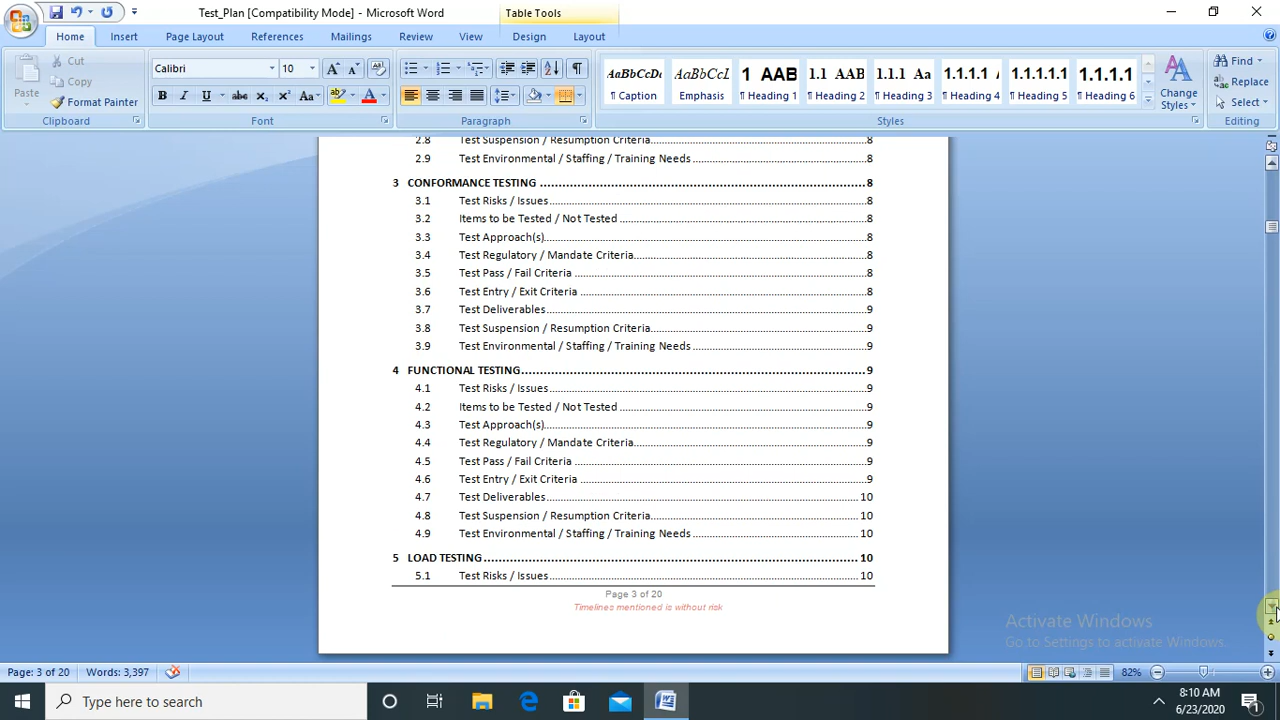 Test_Plan [Compatibility Mode] - Microsoft Word
Table Tools
Home Insert Page Layout References Mailings Review View Design Layout
Paste
Cut
Copy
Format Painter
Clipboard
Calibri 10
Font
Paragraph
AaBbCcDı AaBbCcL 1 AAB 1.1 AAB 1.1.1 Aa 1.1.1.1 A 1.1.1.1 1.1.1.1
¶ Caption Emphasis ¶ Heading 1 ¶ Heading 2 ¶ Heading 3 ¶ Heading 4 ¶ Heading 5 ¶ Heading 6
Change Styles
Styles
Find
Replace
Select
Editing
2.8 Test Suspension / Resumption Criteria 8
2.9 Test Environmental / Staffing / Training Needs 8
3 CONFORMANCE TESTING 8
3.1 Test Risks / Issues 8
3.2 Items to be Tested / Not Tested 8
3.3 Test Approach(s) 8
3.4 Test Regulatory / Mandate Criteria 8
3.5 Test Pass / Fail Criteria 8
3.6 Test Entry / Exit Criteria 8
3.7 Test Deliverables 9
3.8 Test Suspension / Resumption Criteria 9
3.9 Test Environmental / Staffing / Training Needs 9
4 FUNCTIONAL TESTING 9
4.1 Test Risks / Issues 9
4.2 Items to be Tested / Not Tested 9
4.3 Test Approach(s) 9
4.4 Test Regulatory / Mandate Criteria 9
4.5 Test Pass / Fail Criteria 9
4.6 Test Entry / Exit Criteria 9
4.7 Test Deliverables 10
4.8 Test Suspension / Resumption Criteria 10
4.9 Test Environmental / Staffing / Training Needs 10
5 LOAD TESTING 10
5.1 Test Risks / Issues 10
Page 3 of 20
Timelines mentioned is without risk
Activate Windows
Go to Settings to activate Windows.
Page: 3 of 20 Words: 3,397 82%
Type here to search
8:10 AM
6/23/2020